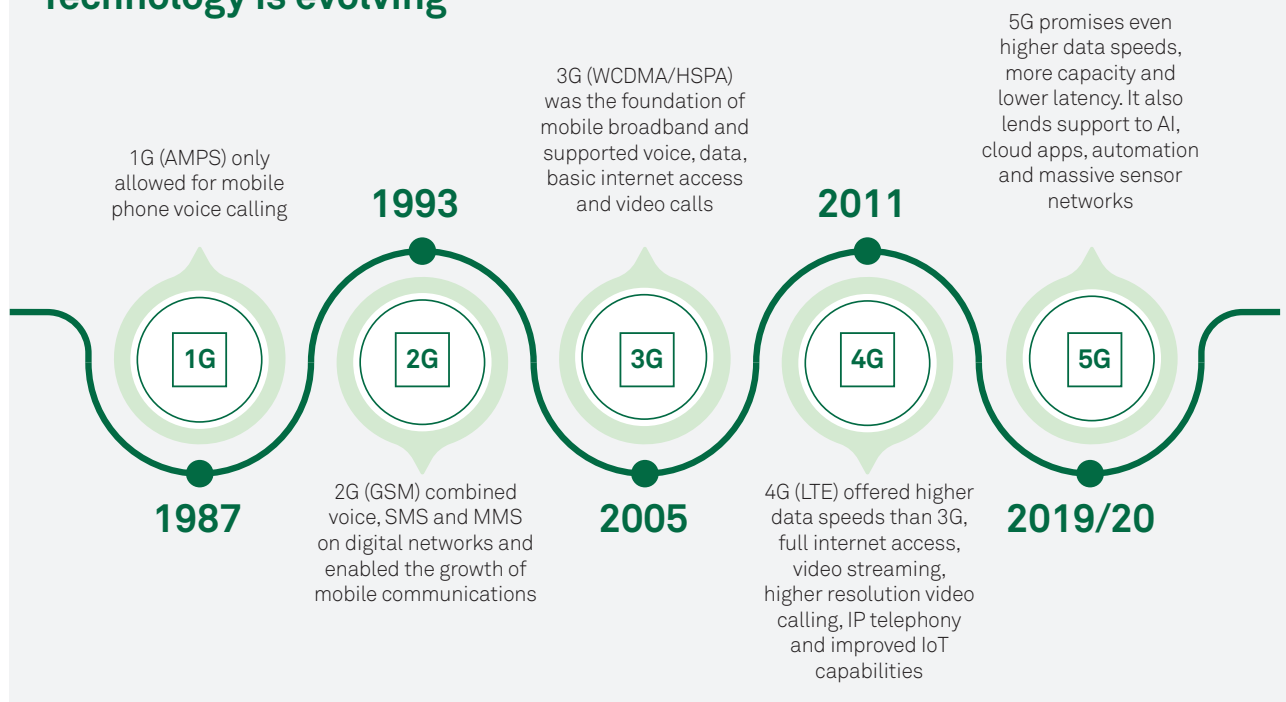 Technology is evolving
1G (AMPS) only
allowed for mobile
phone voice calling
1G
1987
1993
2G
2G (GSM) combined
voice, SMS and MMS
on digital networks and
enabled the growth of
mobile communications
3G (WCDMA/HSPA)
was the foundation of
mobile broadband and
supported voice, data,
basic internet access
and video calls
3G
2005
2011
4G
4G (LTE) offered higher
data speeds than 3G,
full internet access,
video streaming,
higher resolution video
calling, IP telephony
and improved IoT
capabilities
5G promises even
higher data speeds,
more capacity and
lower latency. It also
lends support to AI,
cloud apps, automation
and massive sensor
networks
5G
2019/20